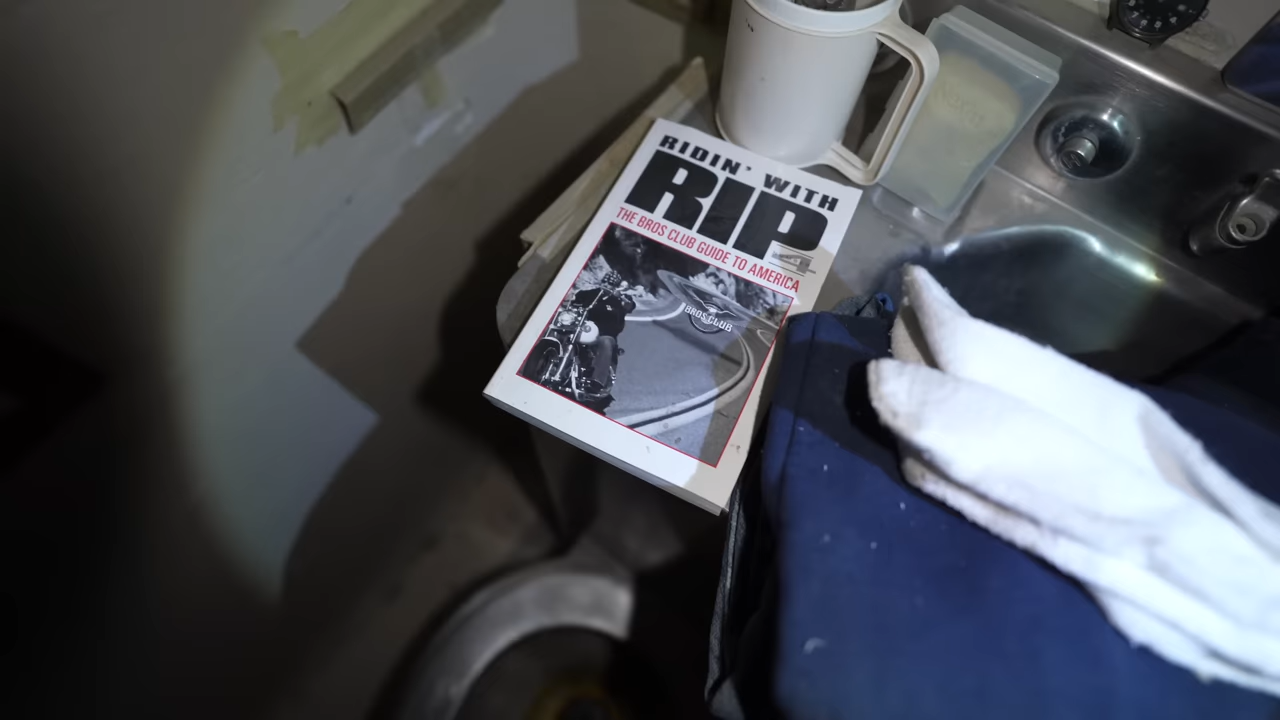 RIDIN' WITH
RIP
THE BROS CLUB GUIDE TO AMERICA
BROS CLUB